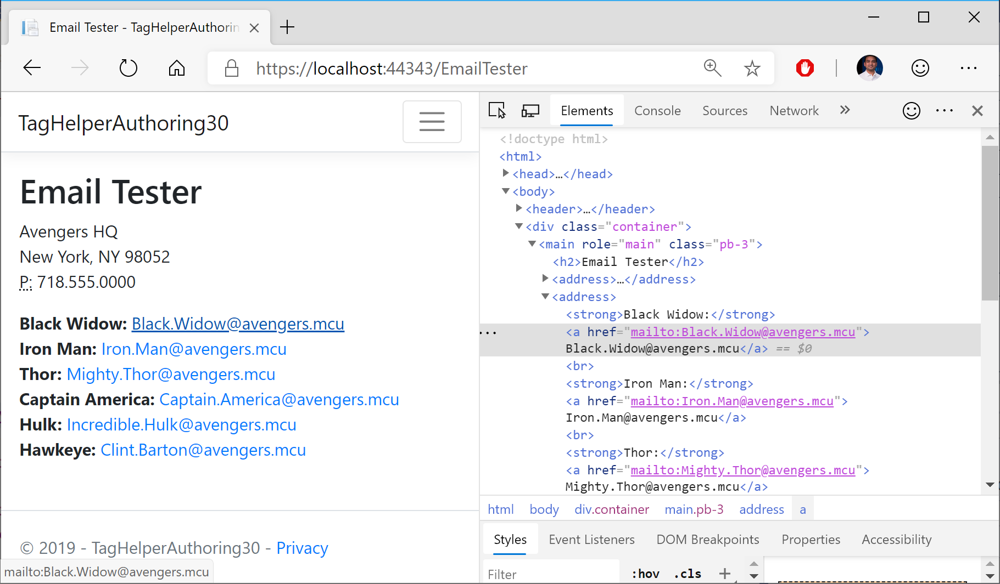 Email Tester - TagHelperAuthorin
https://localhost:44343/EmailTester
TagHelperAuthoring30
Email Tester
Avengers HQ
New York, NY 98052
P: 718.555.0000
Black Widow: Black.Widow@avengers.mcu
Iron Man: Iron.Man@avengers.mcu
Thor: Mighty.Thor@avengers.mcu
Captain America: Captain.America@avengers.mcu
Hulk: Incredible.Hulk@avengers.mcu
Hawkeye: Clint.Barton@avengers.mcu
© 2019 - TagHelperAuthoring30 - Privacy
mailto:Black.Widow@avengers.mcu
Elements Console Sources Network »
<!doctype html>
<html>
<head>…</head>
<body>
<header>…</header>
<div class="container">
<main role="main" class="pb-3">
<h2>Email Tester</h2>
<address>…</address>
<address>
<strong>Black Widow:</strong>
<a href="mailto:Black.Widow@avengers.mcu">
Black.Widow@avengers.mcu</a> == $0
<br>
<strong>Iron Man:</strong>
<a href="mailto:Iron.Man@avengers.mcu">
Iron.Man@avengers.mcu</a>
<br>
<strong>Thor:</strong>
<a href="mailto:Mighty.Thor@avengers.mcu">
Mighty.Thor@avengers.mcu</a>
html body div.container main.pb-3 address a
Styles Event Listeners DOM Breakpoints Properties Accessibility
Filter :hov .cls +